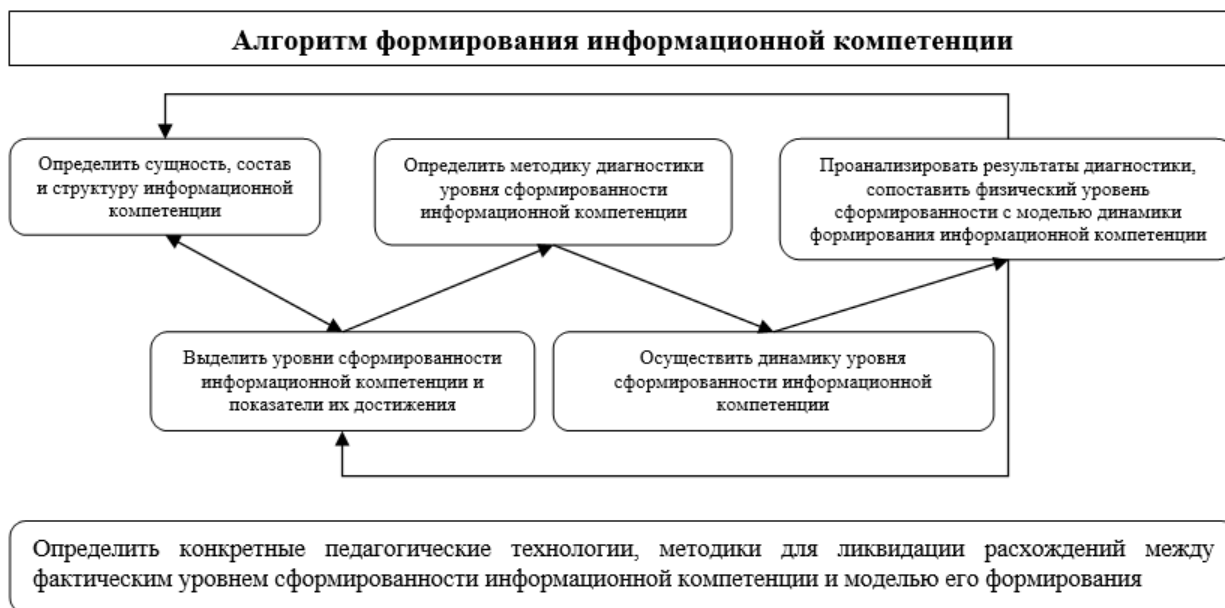 Алгоритм формирования информационной компетенции
Определить сущность, состав
и структуру информационной
компетенции
Определить методику диагностики
уровня сформированности
информационной компетенции
Проанализировать результаты диагностики,
сопоставить физический уровень
сформированности с моделью динамики
формирования информационной компетенции
Выделить уровни сформированности
информационной компетенции и
показатели их достижения
Осуществить динамику уровня
сформированности информационной
компетенции
Определить конкретные педагогические технологии, методики для ликвидации расхождений между
фактическим уровнем сформированности информационной компетенции и моделью его формирования